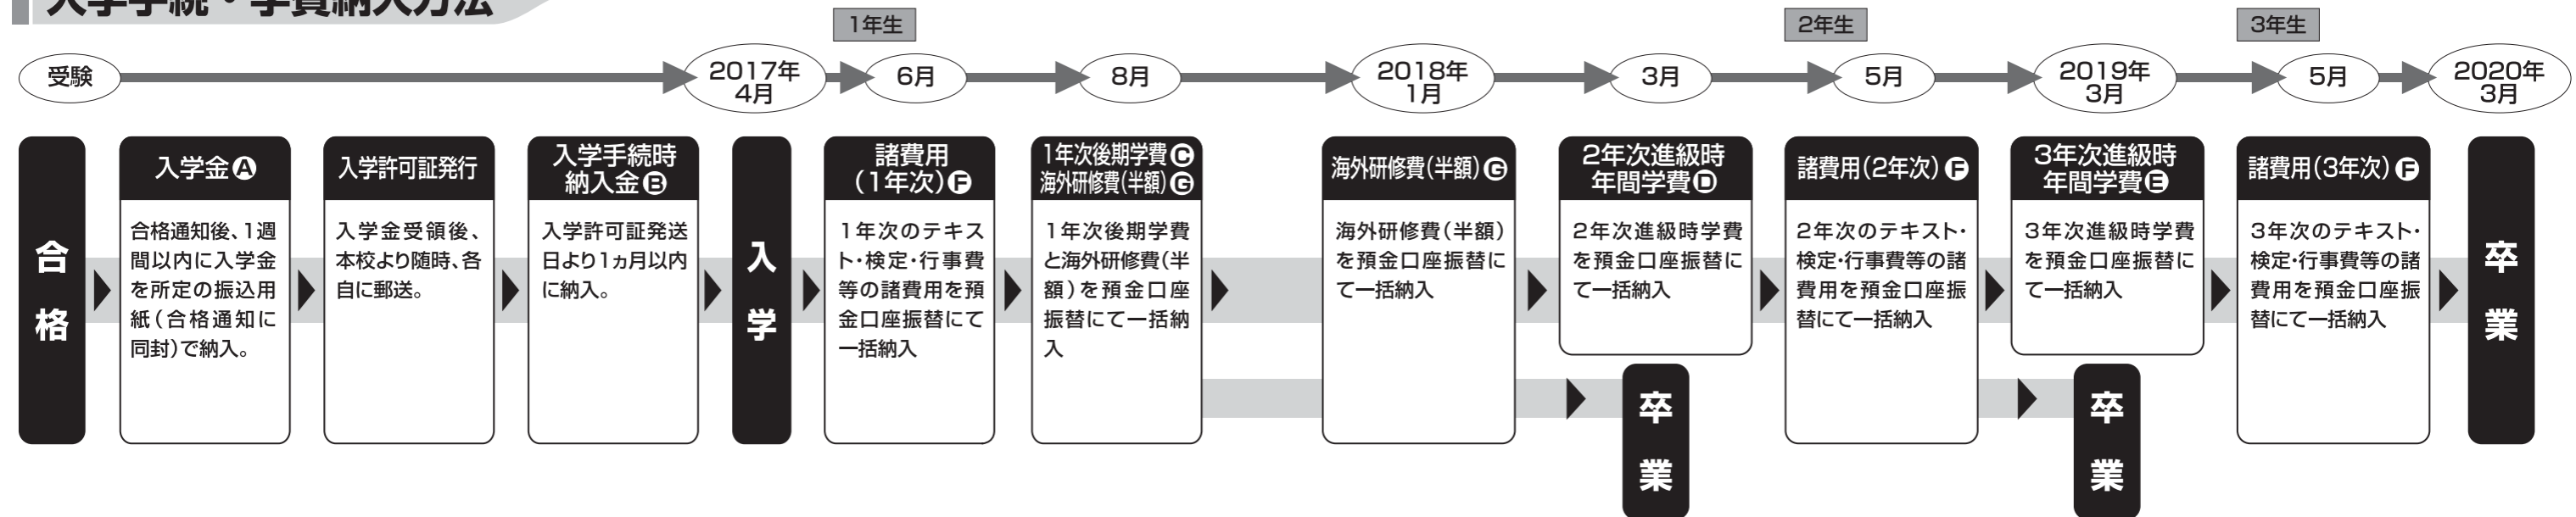 入学手続・学費納入方法
1年生
2年生
3年生
受験
2017年
4月
6月
8月
2018年
1月
3月
5月
2019年
3月
5月
2020年
3月
合格
入学金A
合格通知後、1週
間以内に入学金
を所定の振込用
紙(合格通知に
同封)で納入。
入学許可証発行
入学金受領後、
本校より随時、各
自に郵送。
入学手続時
納入金B
入学許可証発送
日より1ヵ月以内
に納入。
入学
諸費用
(1年次)F
1年次のテキス
ト・検定・行事費
等の諸費用を預
金口座振替にて
一括納入
1年次後期学費C
海外研修費(半額)G
1年次後期学費
と海外研修費(半
額)を預金口座
振替にて一括納
入
海外研修費(半額)G
海外研修費(半額)
を預金口座振替に
て一括納入
2年次進級時
年間学費D
2年次進級時学費
を預金口座振替に
て一括納入
卒業
諸費用(2年次)F
2年次のテキスト・
検定・行事費等の諸
費用を預金口座振
替にて一括納入
3年次進級時
年間学費E
3年次進級時学費
を預金口座振替に
て一括納入
卒業
諸費用(3年次)F
3年次のテキスト・
検定・行事費等の諸
費用を預金口座振
替にて一括納入
卒業